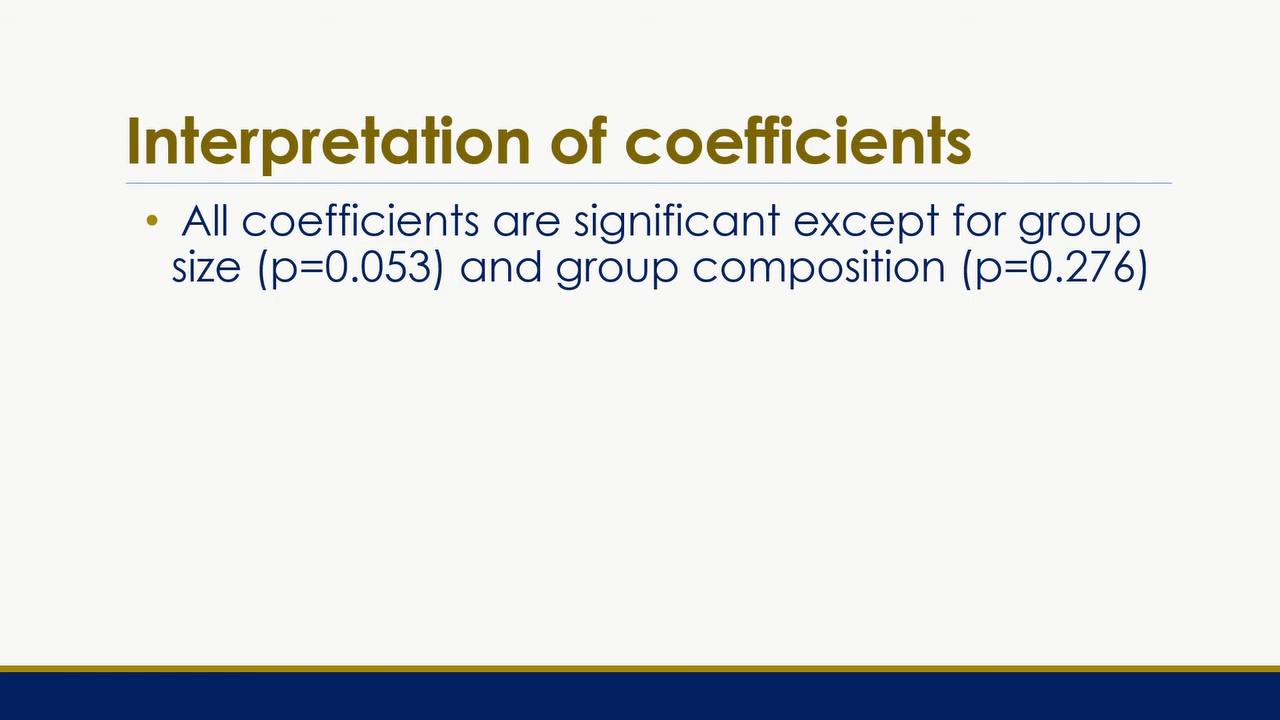 Interpretation of coefficients
• All coefficients are significant except for group
size (p=0.053) and group composition (p=0.276)